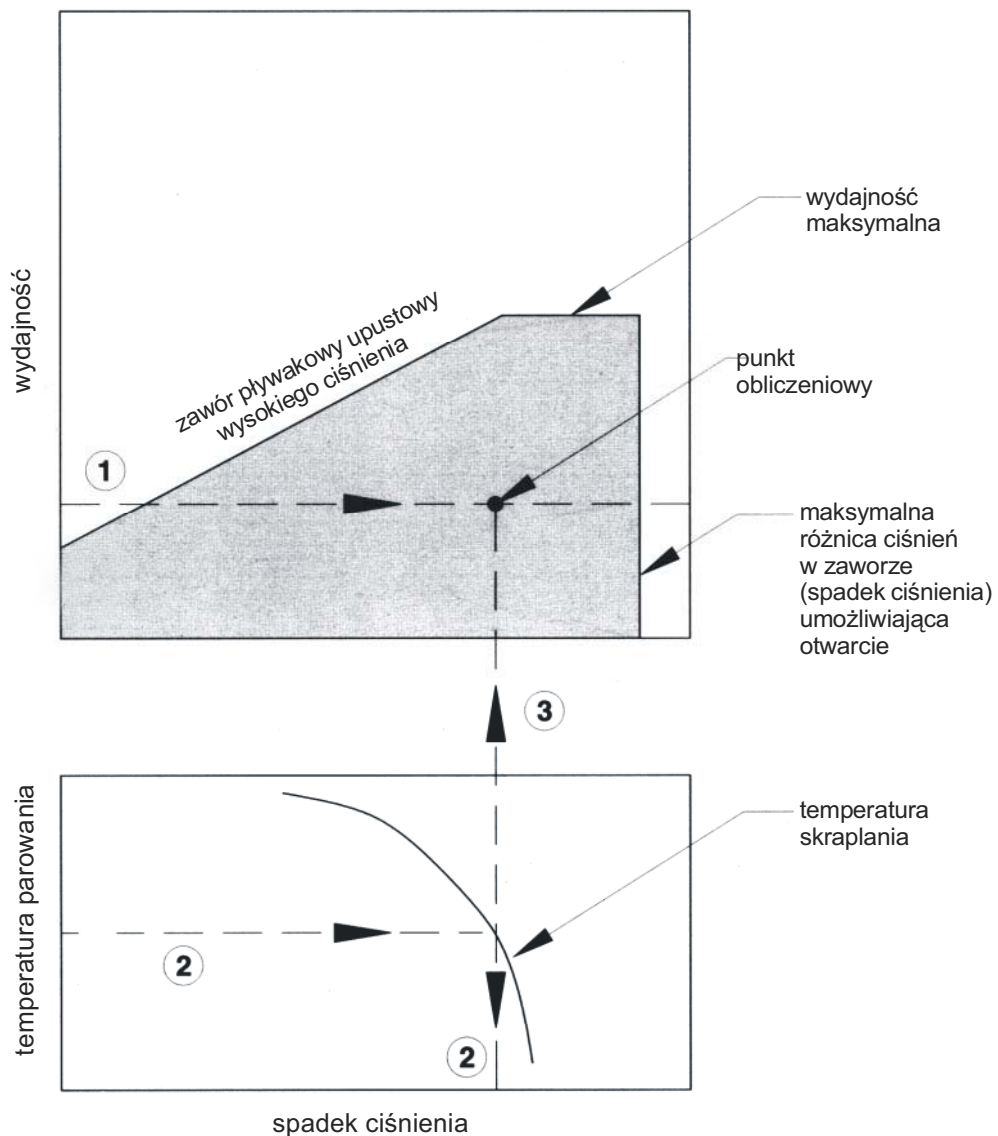 wydajność
maksymalna
wydajność
zawór pływakowy upustowy
wysokiego ciśnienia
punkt
obliczeniowy
1
maksymalna
różnica ciśnień
w zaworze
(spadek ciśnienia)
umożliwiająca
otwarcie
3
temperatura parowania
temperatura
skraplania
2
2
spadek ciśnienia